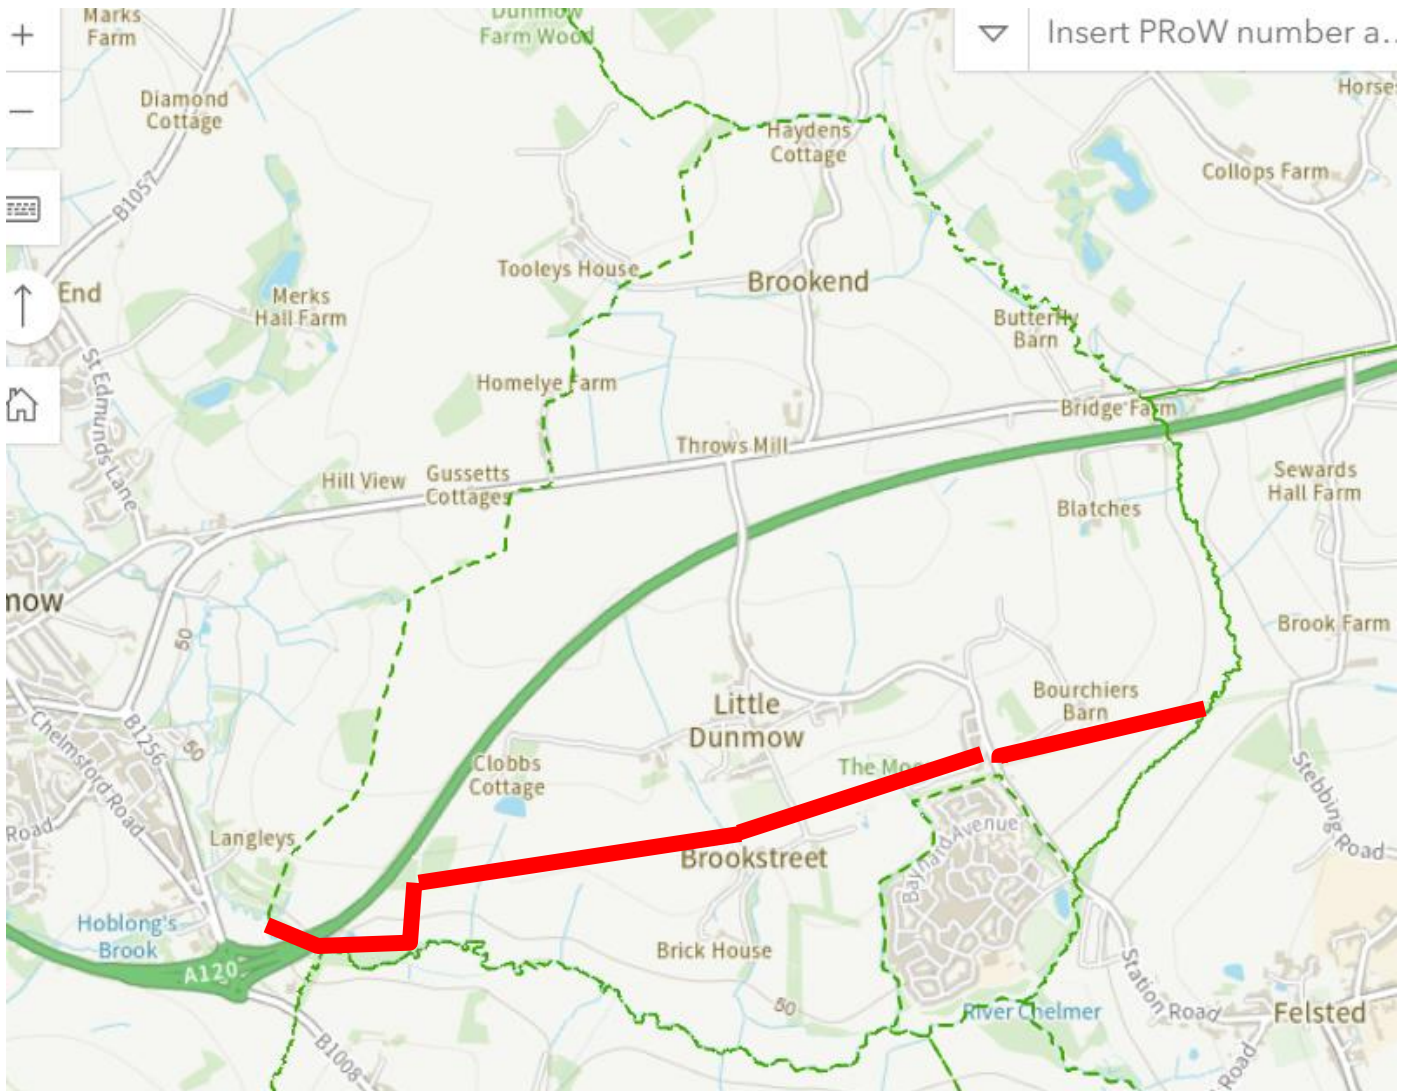 Marks
Farm
Dunmow
Farm Wood
Insert PRoW number a...
Diamond
Cottage
Horse
Haydens
Cottage
Collops Farm
B1057
Tooleys House
Brookend
End
Merks
Hall Farm
Butterfly
Barn
St Edmunds Lane
Homelye Farm
Bridge Farm
Throws Mill
Hill View
Gussetts
Cottages
Sewards
Hall Farm
Blatches
mow
50
Brook Farm
Bourchiers
Barn
Little
Dunmow
Chelmsford Road
B1256
50
Clobbs
Cottage
The Moo
Stebbing Road
Road
Langleys
Baynard Avenue
Brookstreet
Hoblong's
Brook
Brick House
A120
50
Station Road
River Chelmer
Felsted
B1008
Road